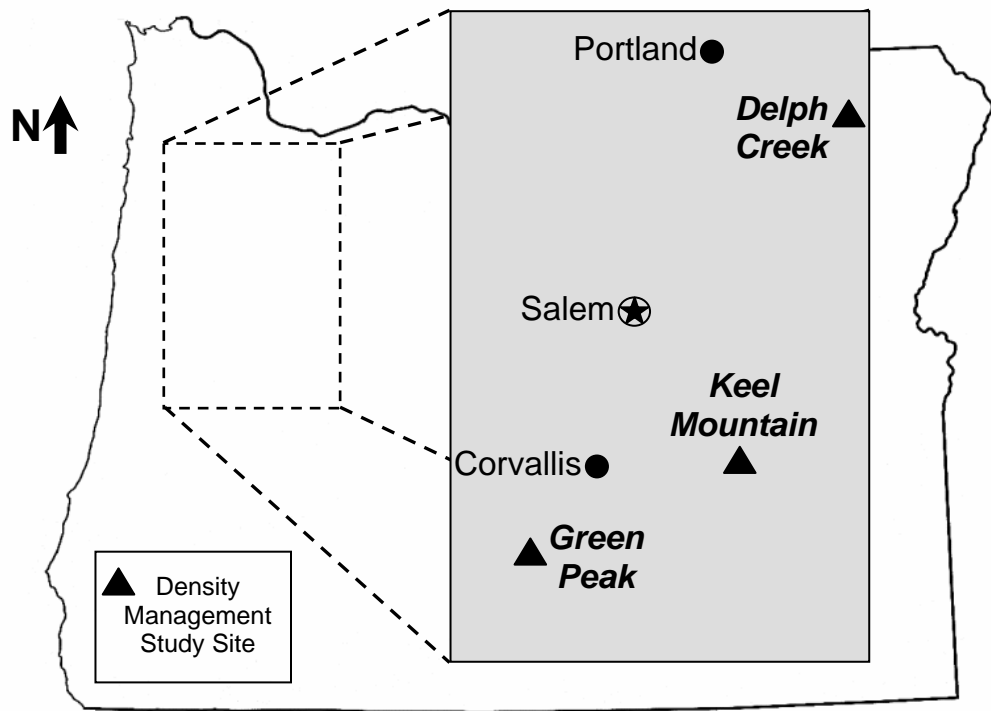 Portland
N
Delph
Creek
Salem
Keel
Mountain
Corvallis
Green
Peak
Density
Management
Study Site